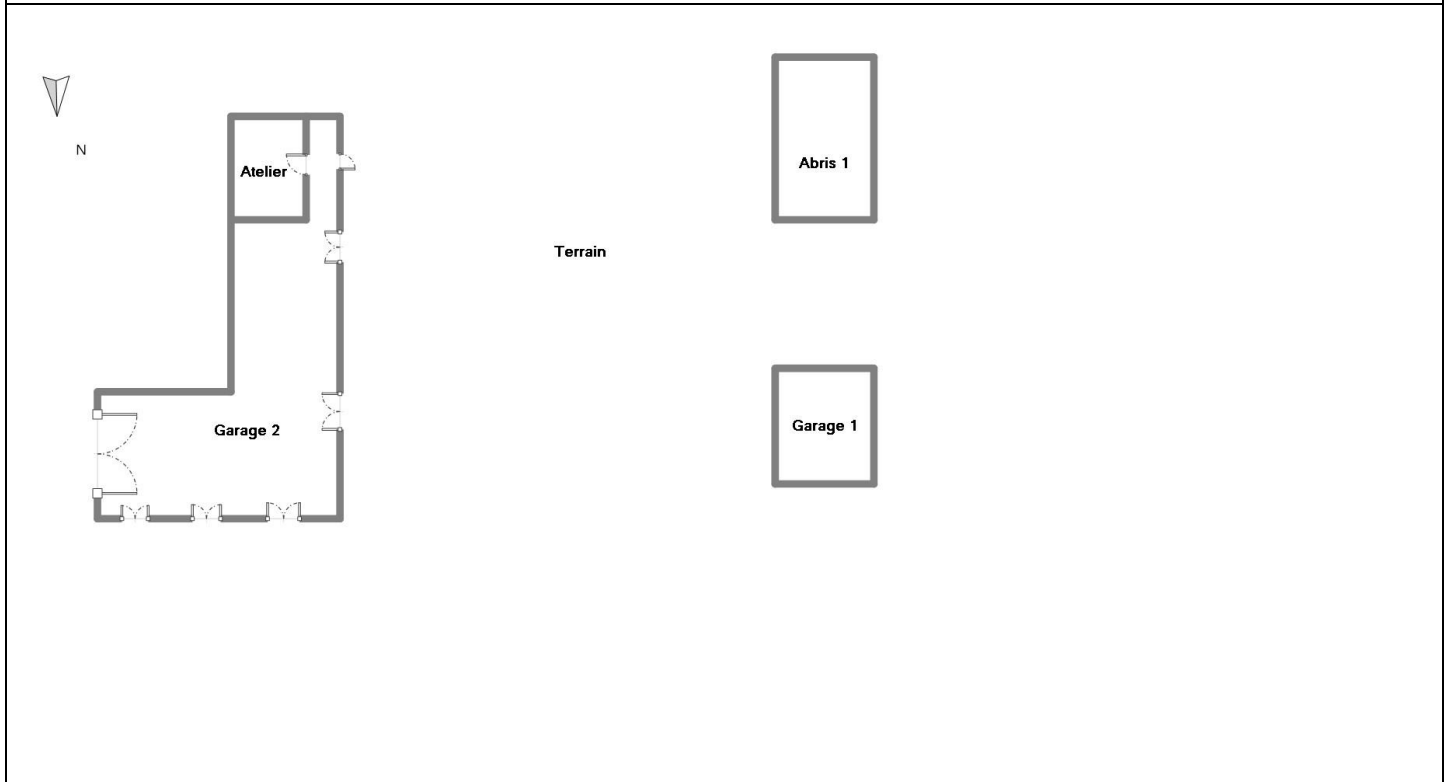 N
Atelier
Abris 1
Terrain
Garage 2
Garage 1